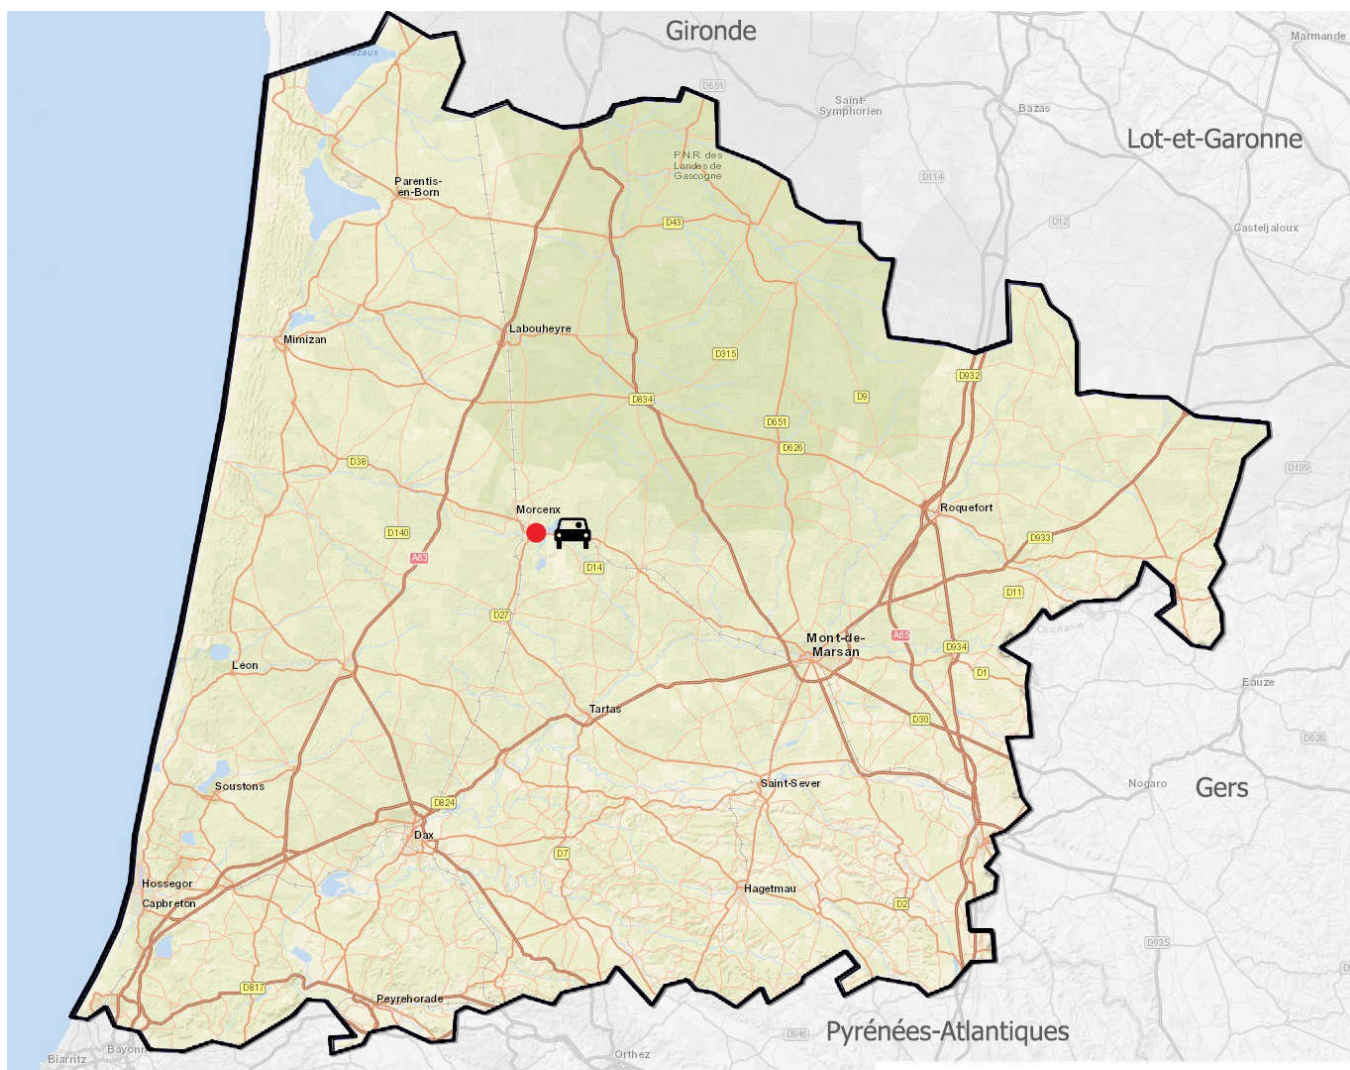 Gironde
Marmande
D651
Saint-
Symphorien
Bazas
Lot-et-Garonne
P.N.R. des
Landes de
Gascogne
D114
Parentis-
en-Born
D43
D12
Casteljaloux
Labouheyre
Mimizan
D315
D932
D834
D9
D651
D626
D38
D199
Morcenx
Roquefort
D140
D933
A63
D14
D11
D27
Occitanie
A65
Mont-de-
Marsan
D934
Léon
D1
Eauze
Tartas
D30
D626
Soustons
Saint-Sever
Nogaro
Gers
D824
Dax
D7
Hossegor
Hagetmau
Capbreton
D2
D935
D817
Peyrehorade
Pyrénées-Atlantiques
Bayonne
Biarritz
Orthez